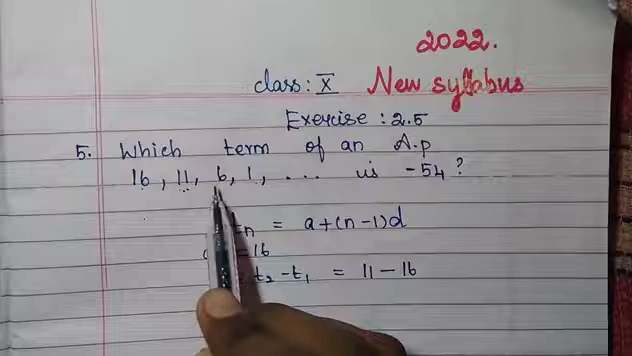 2022.
class: X New syllabus
Exercise : 2.5
5. Which term of an A.p
16, 11, 6, 1, ... is -54?
n = a+(n-1)d
=16
t₂-t₁ = 11-16